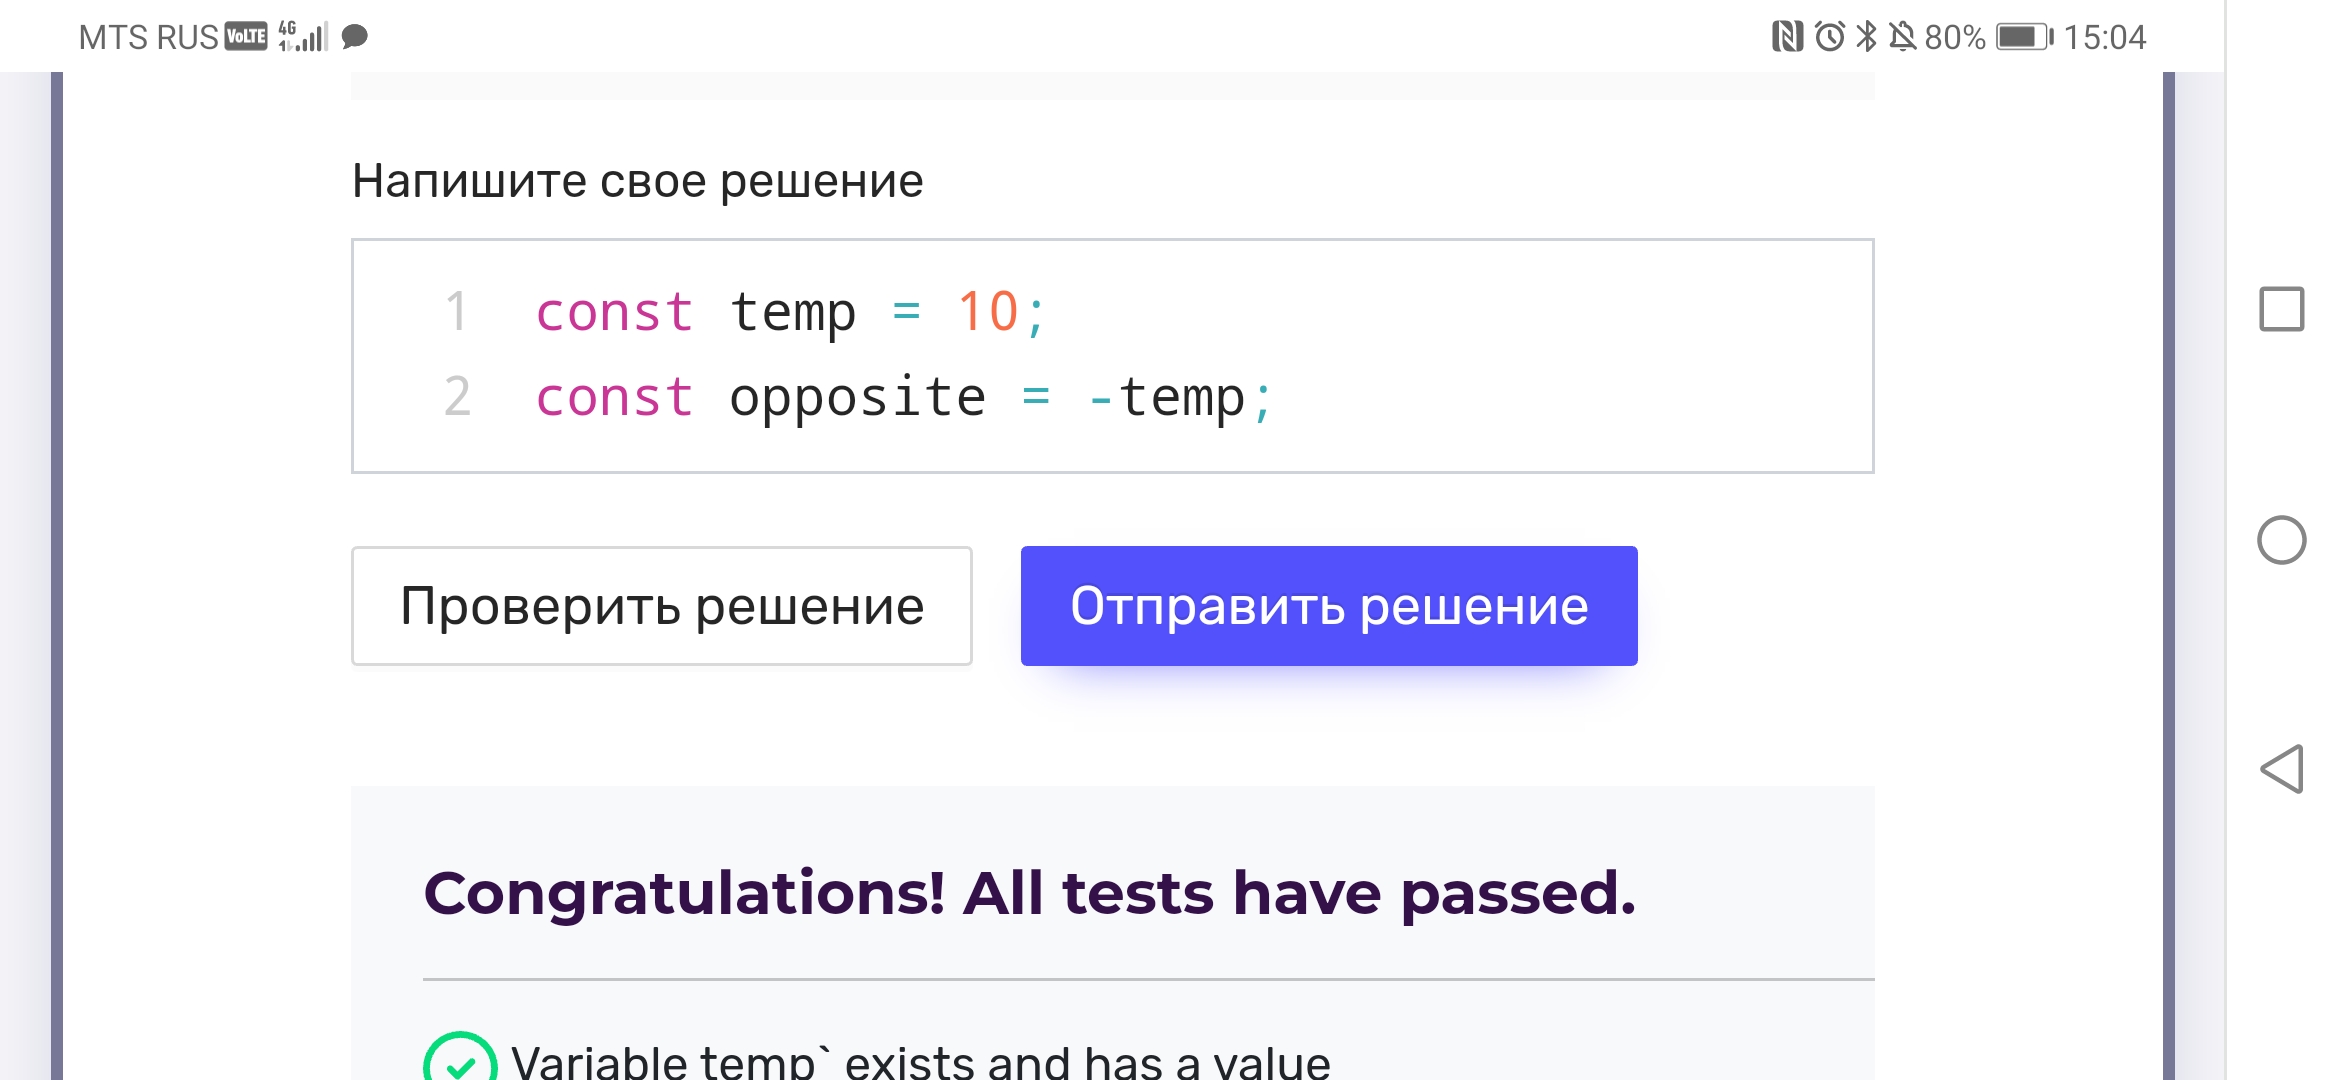 MTS RUS VoLTE 4G 80% 15:04
Напишите свое решение
1 const temp = 10;
2 const opposite = -temp;
Проверить решение Отправить решение
Congratulations! All tests have passed.
Variable temp` exists and has a value